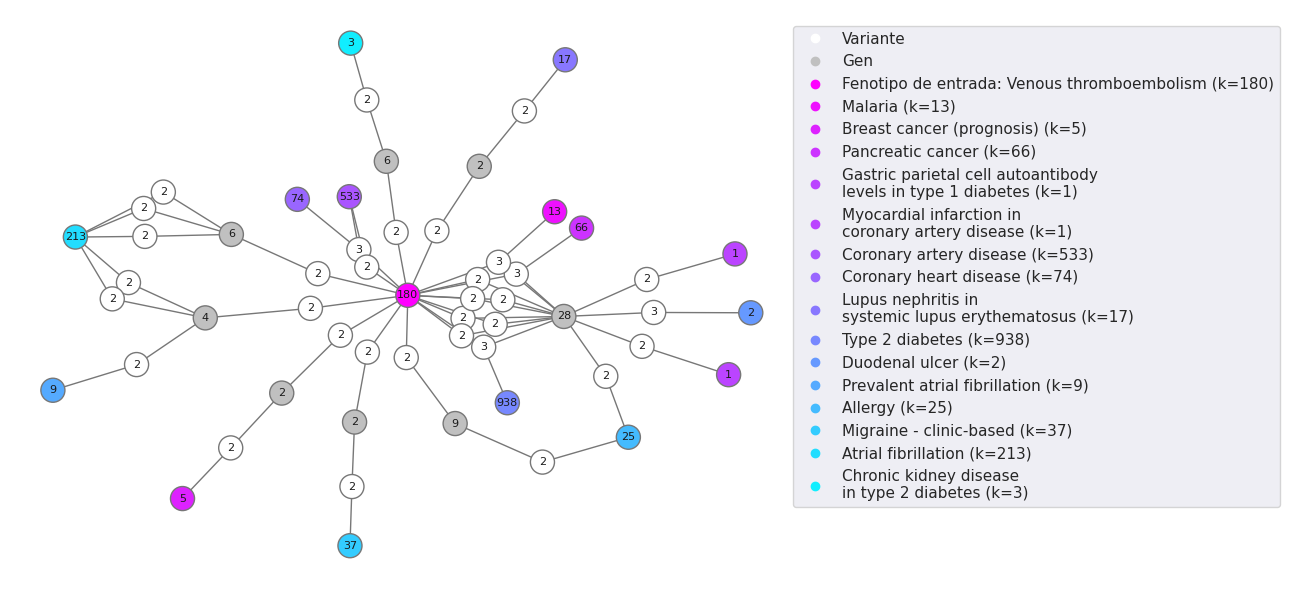 3
17
2
2
6
2
2
74
533
13
66
213
2
2
2
6
2
2
3
2
2
180
3
3
2
2
2
2
2
2
3
28
1
2
3
2
2
1
2
2
2
4
2
9
2
2
2
2
2
5
2
2
37
2
9
2
938
25
2
Variante
Gen
Fenotipo de entrada: Venous thromboembolism (k=180)
Malaria (k=13)
Breast cancer (prognosis) (k=5)
Pancreatic cancer (k=66)
Gastric parietal cell autoantibody
levels in type 1 diabetes (k=1)
Myocardial infarction in
coronary artery disease (k=1)
Coronary artery disease (k=533)
Coronary heart disease (k=74)
Lupus nephritis in
systemic lupus erythematosus (k=17)
Type 2 diabetes (k=938)
Duodenal ulcer (k=2)
Prevalent atrial fibrillation (k=9)
Allergy (k=25)
Migraine - clinic-based (k=37)
Atrial fibrillation (k=213)
Chronic kidney disease
in type 2 diabetes (k=3)